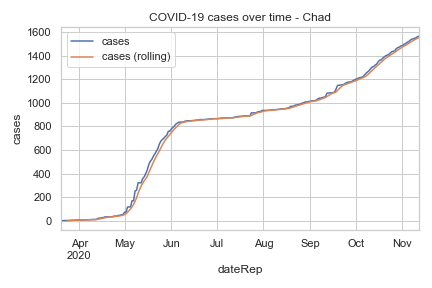 COVID-19 cases over time - Chad
cases
cases (rolling)
1600
1400
1200
1000
800
600
400
200
0
cases
Apr May Jun Jul Aug Sep Oct Nov
2020
dateRep